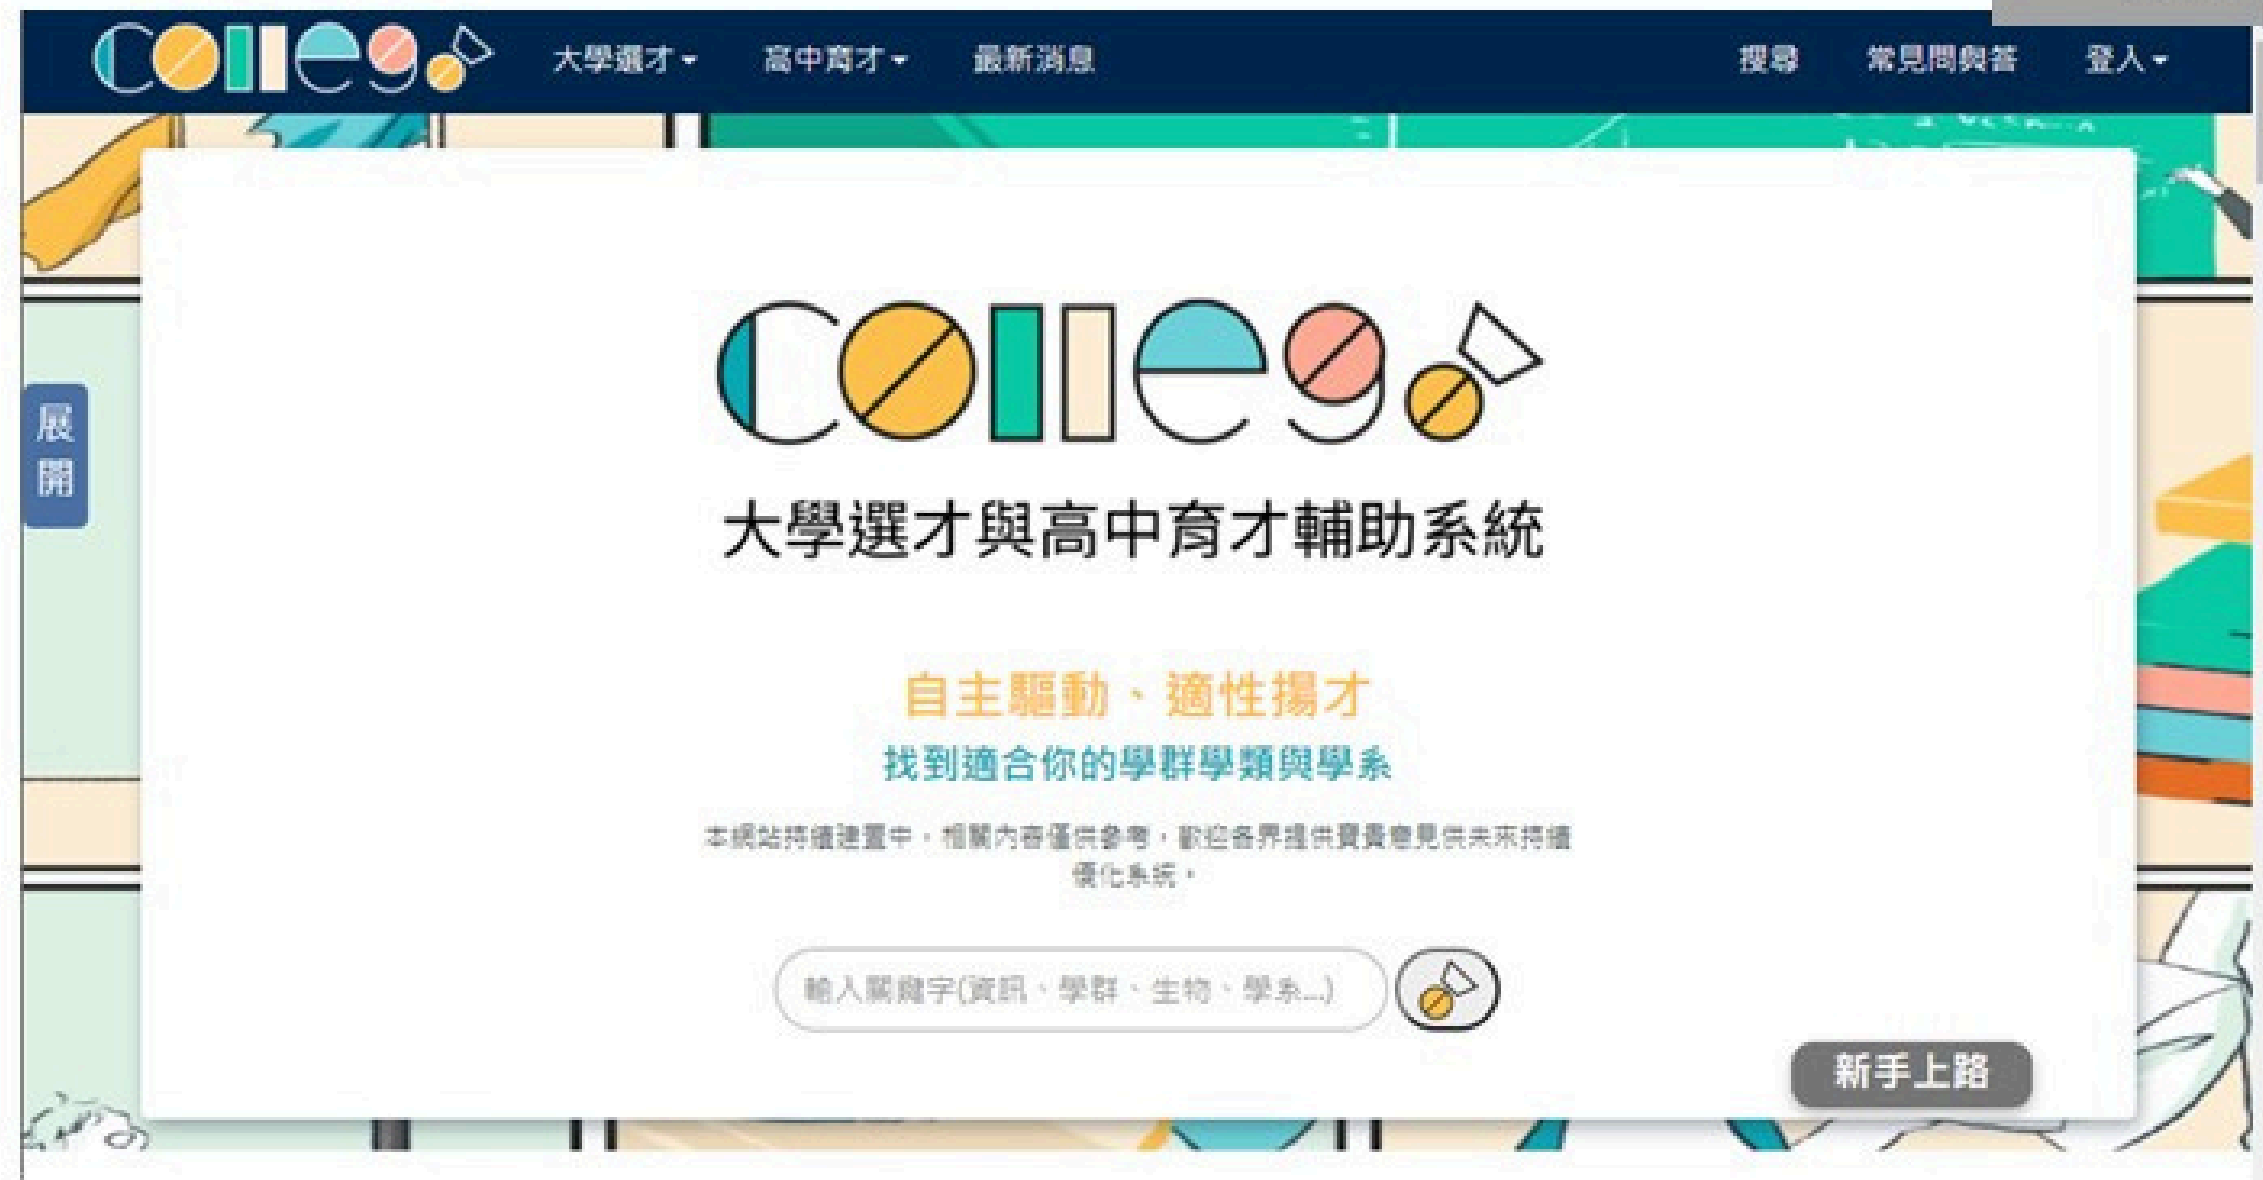 colleg
大學選才
高中育才
最新消息
搜尋
常見問與答
登入
展
開
colleg
大學選才與高中育才輔助系統
自主驅動、適性揚才
找到適合你的學群學類與學系
本網站持續建置中，相關內容僅供參考，歡迎各界提供寶貴意見供未來持續
優化系統。
輸入關鍵字(資訊、學群、生物、學系...)
新手上路